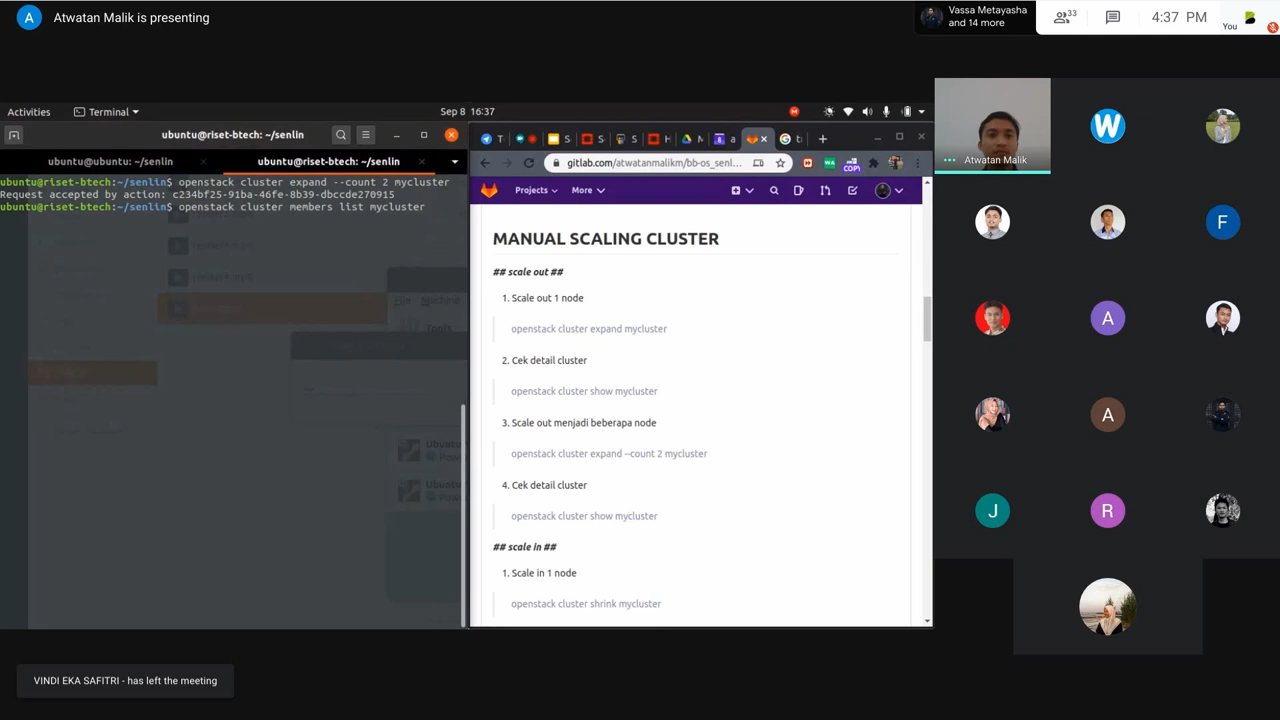 A Atwatan Malik is presenting
Vassa Metayasha
and 14 more
33
4:37 PM
You
Activities
Terminal
Sep 8 16:37
ubuntu@riset-btech: ~/senlin
ubuntu@ubuntu: ~/senlin
ubuntu@riset-btech: ~/senlin
ubuntu@riset-btech:~/senlin$ openstack cluster expand --count 2 mycluster
Request accepted by action: c234bf25-91ba-46fe-8b39-dbccde270915
ubuntu@riset-btech:~/senlin$ openstack cluster members list mycluster
File Machine
Tools
Ubuntu
Ubuntu
gitlab.com/atwatanmalikm/bb-os_senl...
COPY
Projects
More
MANUAL SCALING CLUSTER
## scale out ##
1. Scale out 1 node
openstack cluster expand mycluster
2. Cek detail cluster
openstack cluster show mycluster
3. Scale out menjadi beberapa node
openstack cluster expand --count 2 mycluster
4. Cek detail cluster
openstack cluster show mycluster
## scale in ##
1. Scale in 1 node
openstack cluster shrink mycluster
Atwatan Malik
W
F
A
A
J
R
VINDI EKA SAFITRI - has left the meeting